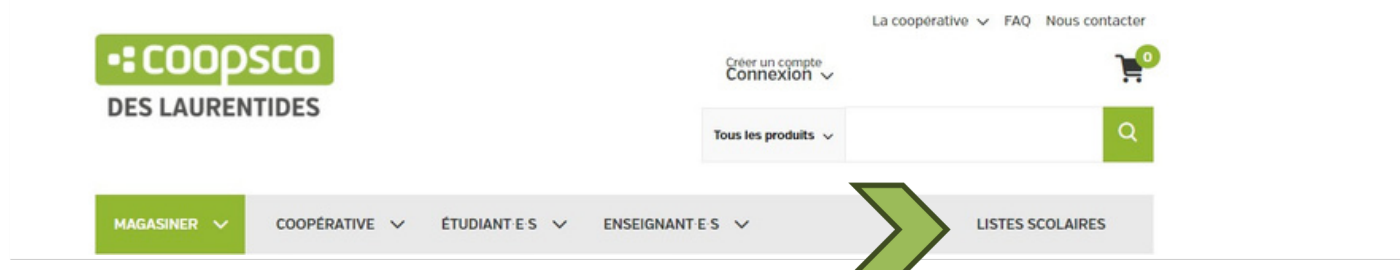 La coopérative FAQ Nous contacter
COOPSCO
DES LAURENTIDES
Créer un compte
Connexion
0
Tous les produits
MAGASINER COOPÉRATIVE ÉTUDIANT·E·S ENSEIGNANT·E·S LISTES SCOLAIRES